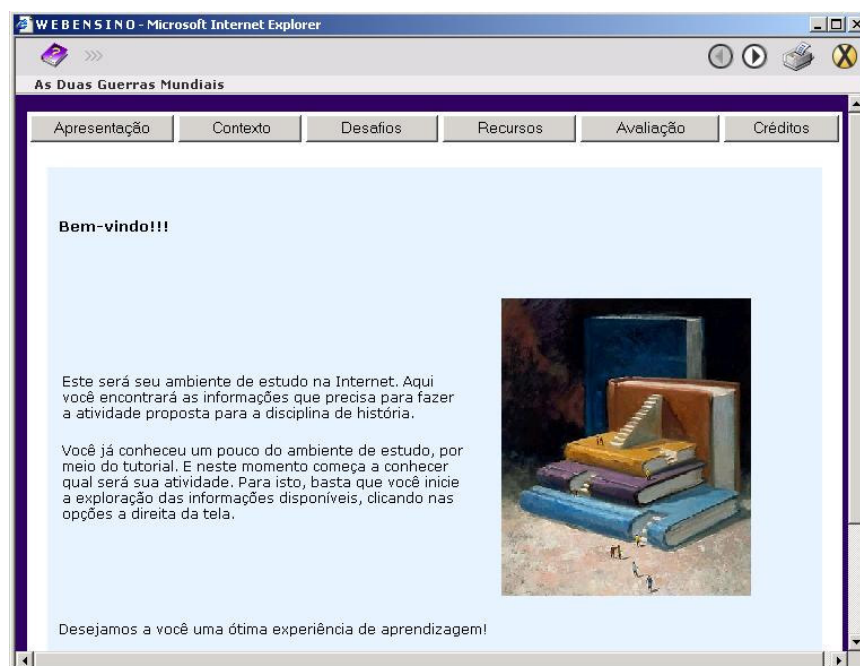 W E B E N S I N O - Microsoft Internet Explorer
As Duas Guerras Mundiais
Apresentação Contexto Desafios Recursos Avaliação Créditos
Bem-vindo!!!
Este será seu ambiente de estudo na Internet. Aqui
você encontrará as informações que precisa para fazer
a atividade proposta para a disciplina de história.
Você já conheceu um pouco do ambiente de estudo, por
meio do tutorial. E neste momento começa a conhecer
qual será sua atividade. Para isto, basta que você inicie
a exploração das informações disponíveis, clicando nas
opções a direita da tela.
Desejamos a você uma ótima experiência de aprendizagem!